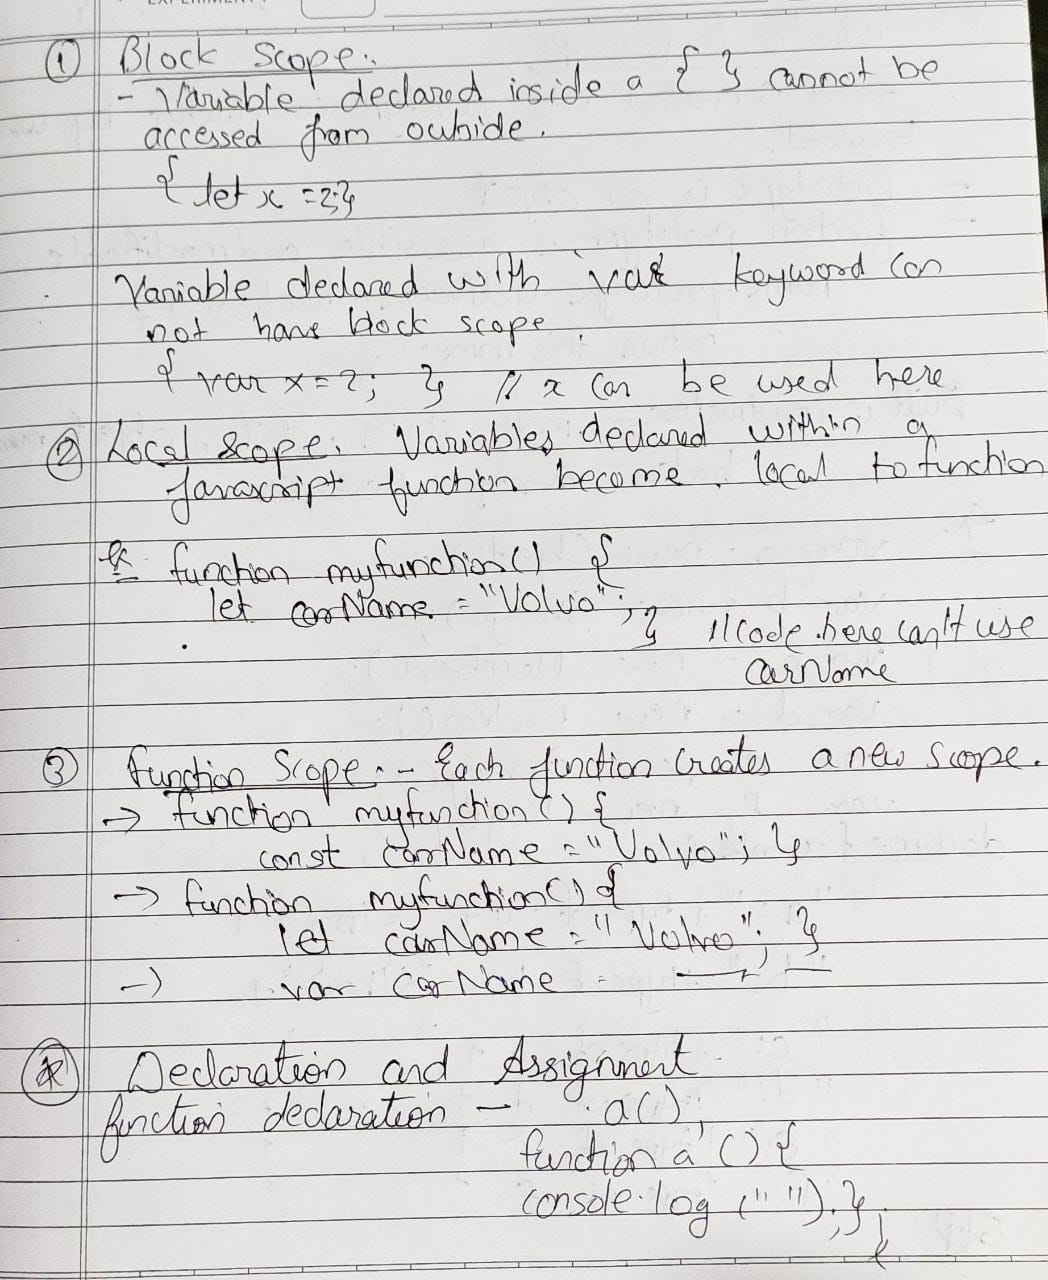 ① Block Scope:
- Variable declared inside a { } cannot be
accessed from outside.
{ let x = 2;}
Variable declared with var keyword can
not have block scope.
{ var x = 2; } // x can be used here
② Local Scope: Variables declared within a
Javascript function become local to function
Ex function myfunction() {
let carName = "Volvo"; } // code here can't use
carName
③ Function Scope:- Each function creates a new scope.
→ function myfunction() {
const carName = "Volvo"; }
→ function myfunction() {
let carName = "Volvo"; }
→ var carName =
* Declaration and Assignment
function declaration - a();
function a () {
console.log (" "); }